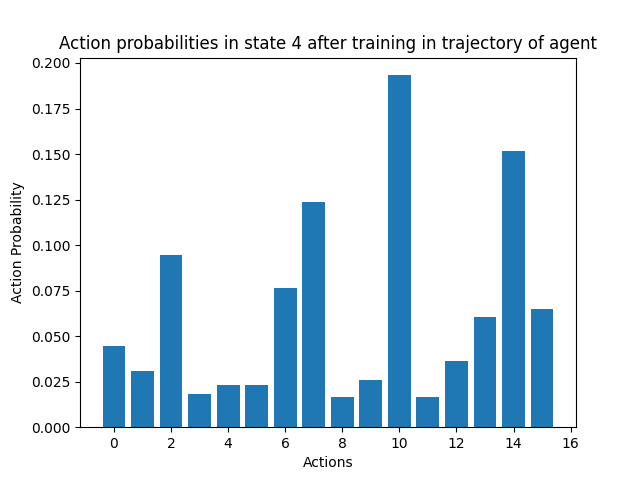 Action probabilities in state 4 after training in trajectory of agent
0.200
0.175
0.150
0.125
0.100
0.075
0.050
0.025
0.000
Action Probability
0 2 4 6 8 10 12 14 16
Actions